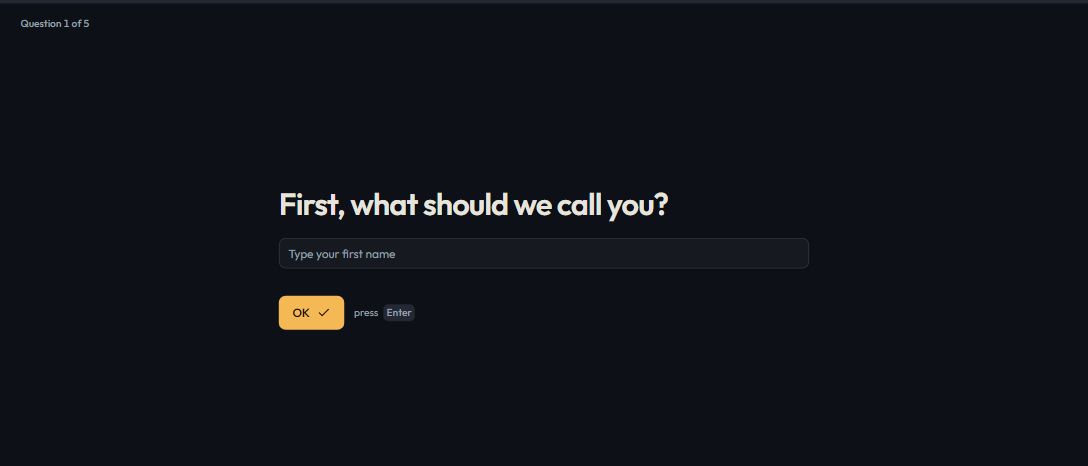 Question 1 of 5
First, what should we call you?
Type your first name
OK press Enter